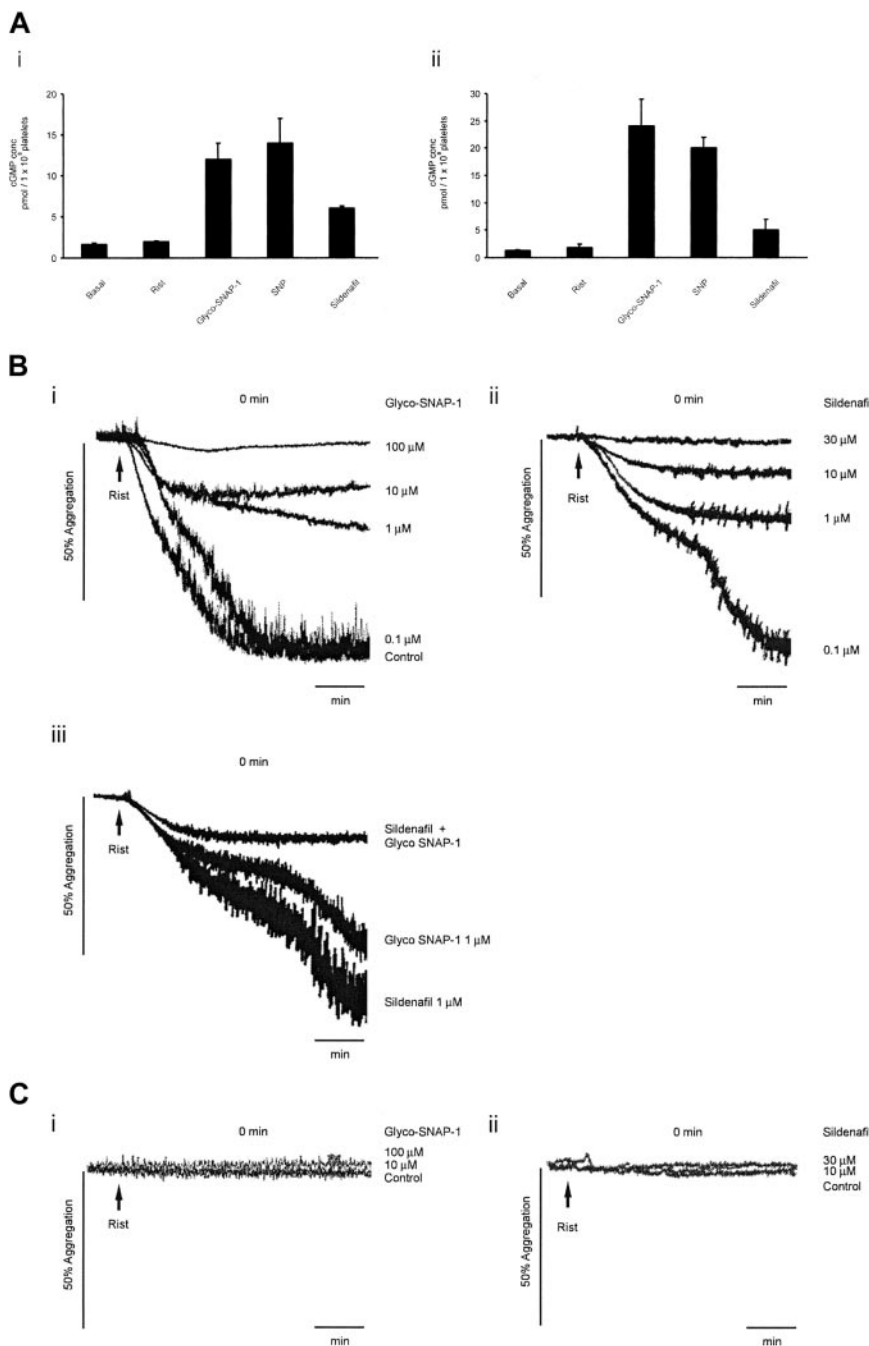 A
i
ii
cGMP conc
pmol / 1 x 10⁸ platelets
20
15
10
5
0
Basal
Rist
Glyco-SNAP-1
SNP
Sildenafil
cGMP conc
pmol / 1 x 10⁸ platelets
30
25
20
15
10
5
0
Basal
Rist
Glyco-SNAP-1
SNP
Sildenafil
B
i
0 min
Glyco-SNAP-1
50% Aggregation
Rist
100 µM
10 µM
1 µM
0.1 µM
Control
min
ii
0 min
Sildenafi
50% Aggregation
Rist
30 µM
10 µM
1 µM
0.1 µM
min
iii
0 min
50% Aggregation
Rist
Sildenafil +
Glyco SNAP-1
Glyco SNAP-1 1 µM
Sildenafil 1 µM
min
C
i
0 min
Glyco-SNAP-1
50% Aggregation
Rist
100 µM
10 µM
Control
min
ii
0 min
Sildenafi
50% Aggregation
Rist
30 µM
10 µM
Control
min